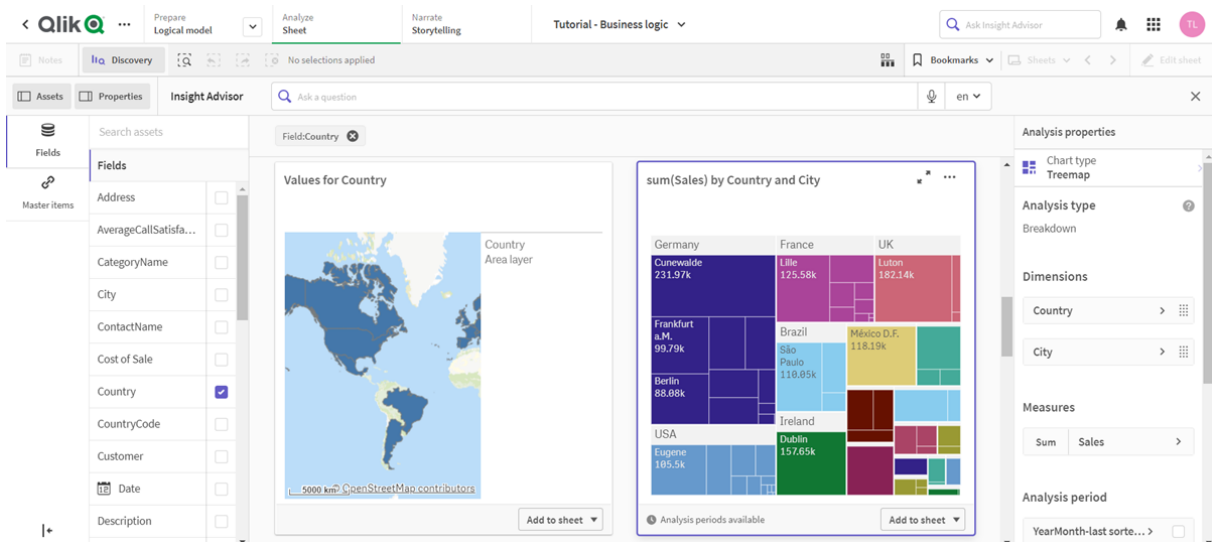 Qlik
Prepare
Logical model
Analyze
Sheet
Narrate
Storytelling
Tutorial - Business logic
Ask Insight Advisor
TL
Notes
Discovery
No selections applied
Bookmarks
Sheets
Edit sheet
Assets
Properties
Insight Advisor
Ask a question
en
Fields
Master items
Search assets
Fields
Address
AverageCallSatisfa...
CategoryName
City
ContactName
Cost of Sale
Country
CountryCode
Customer
Date
Description
Field:Country
Values for Country
Country
Area layer
5000 km
© OpenStreetMap contributors
Add to sheet
sum(Sales) by Country and City
Germany
Cunewalde
231.97k
Frankfurt
a.M.
99.79k
Berlin
88.08k
USA
Eugene
105.5k
France
Lille
125.58k
UK
Luton
182.14k
Brazil
São
Paulo
110.05k
México D.F.
118.19k
Ireland
Dublin
157.65k
Analysis periods available
Add to sheet
Analysis properties
Chart type
Treemap
Analysis type
Breakdown
Dimensions
Country
City
Measures
Sum
Sales
Analysis period
YearMonth-last sorte...